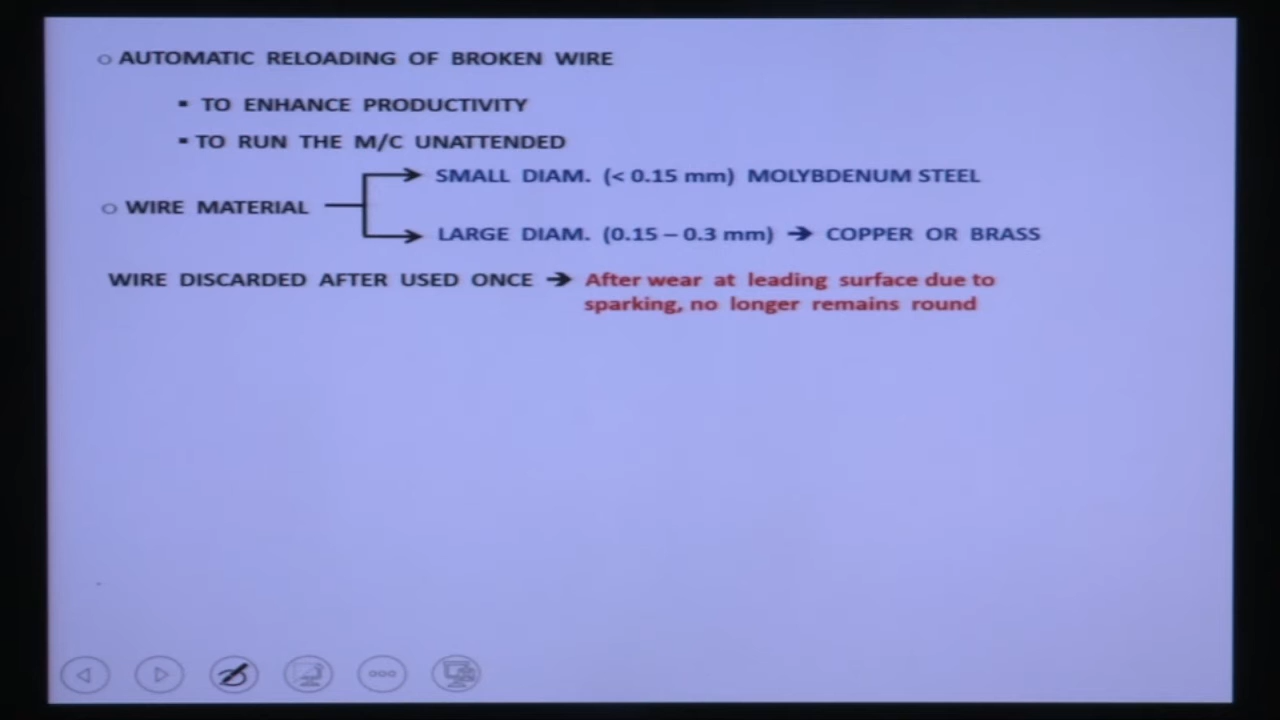 ○ AUTOMATIC RELOADING OF BROKEN WIRE
▪ TO ENHANCE PRODUCTIVITY
▪ TO RUN THE M/C UNATTENDED
SMALL DIAM. (< 0.15 mm) MOLYBDENUM STEEL
○ WIRE MATERIAL
LARGE DIAM. (0.15 – 0.3 mm) → COPPER OR BRASS
WIRE DISCARDED AFTER USED ONCE → After wear at leading surface due to
sparking, no longer remains round